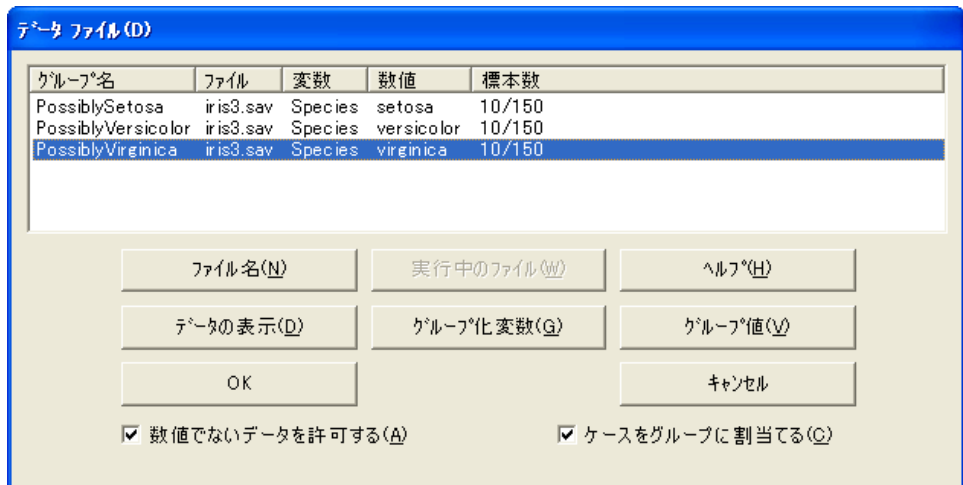 ﾃﾞｰﾀ ﾌｧｲﾙ(D)
ｸﾞﾙｰﾌﾟ名 ﾌｧｲﾙ 変数 数値 標本数
PossiblySetosa iris3.sav Species setosa 10/150
PossiblyVersicolor iris3.sav Species versicolor 10/150
PossiblyVirginica iris3.sav Species virginica 10/150
ﾌｧｲﾙ名(N) 実行中のﾌｧｲﾙ(W) ﾍﾙﾌﾟ(H)
ﾃﾞｰﾀの表示(D) ｸﾞﾙｰﾌﾟ化変数(G) ｸﾞﾙｰﾌﾟ値(V)
OK ｷｬﾝｾﾙ
数値でないデータを許可する(A) ケースをグループに割当てる(C)